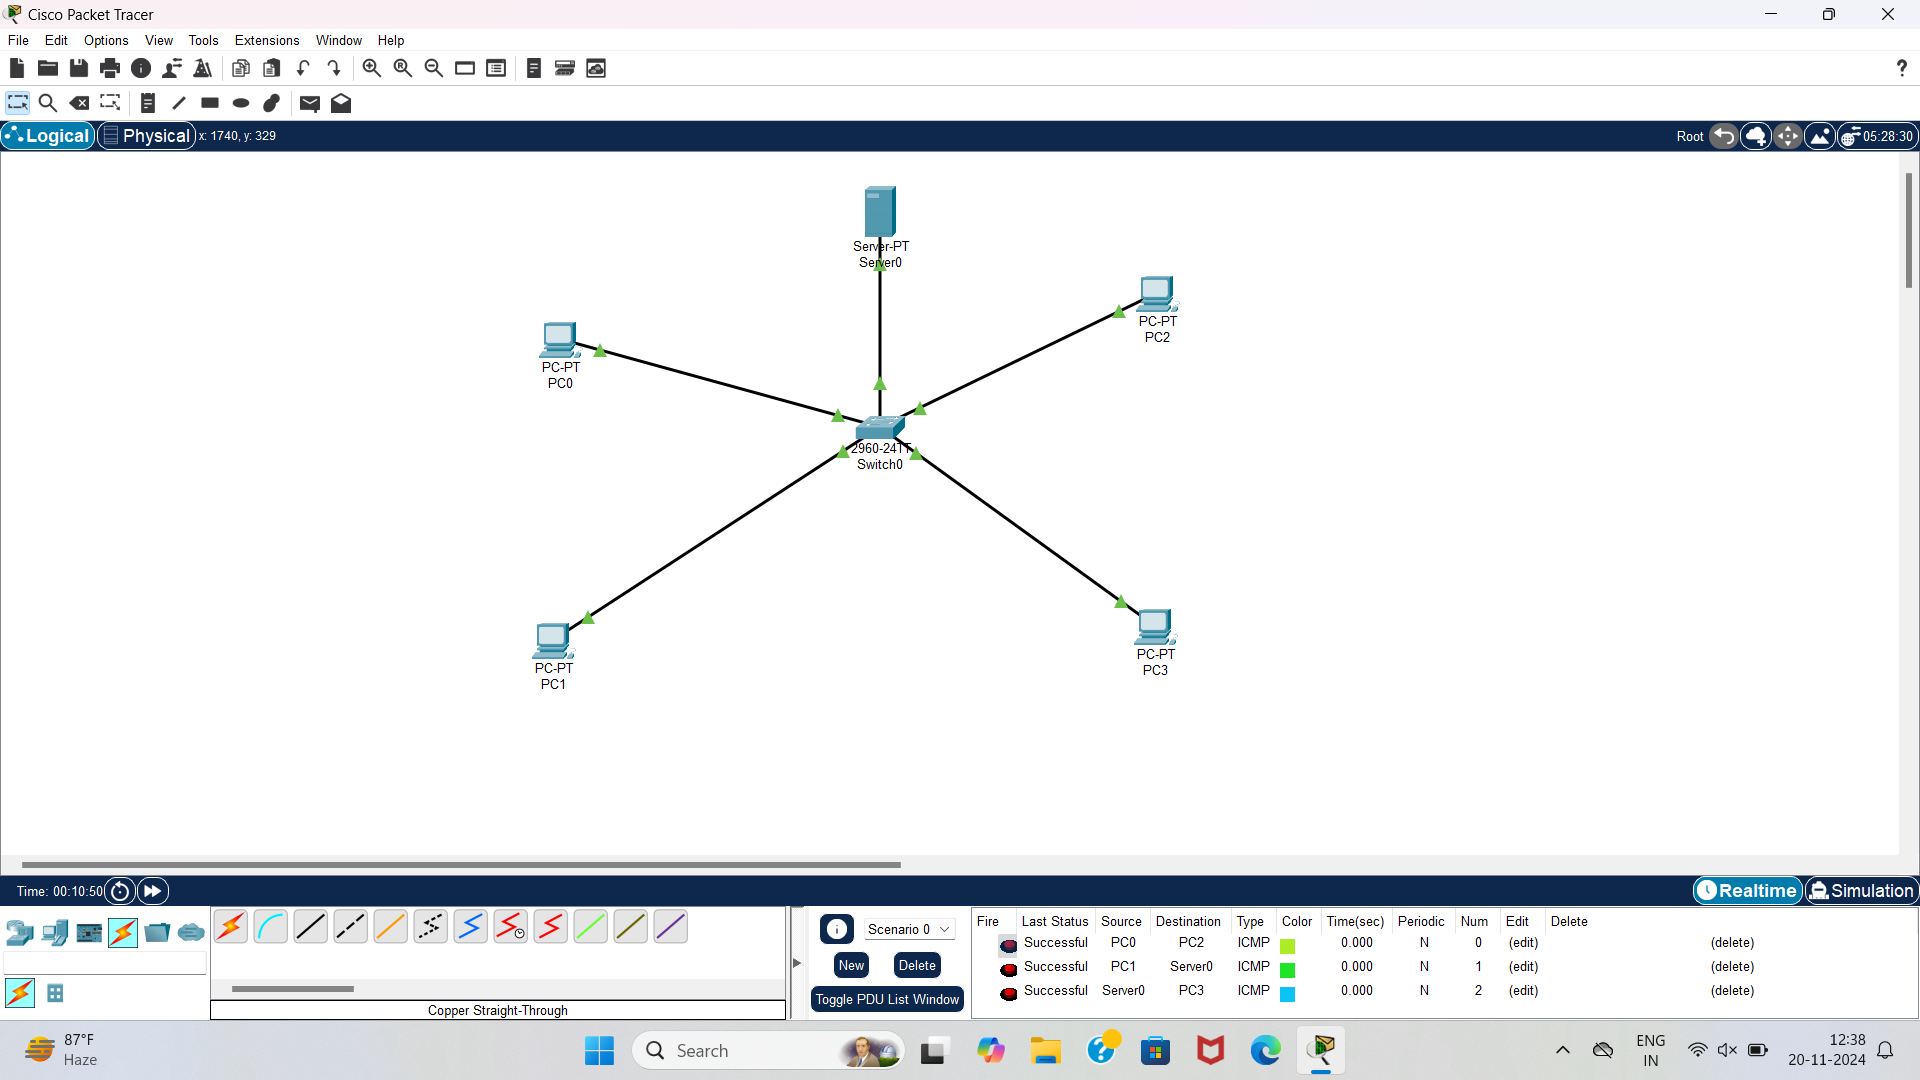 Cisco Packet Tracer
File Edit Options View Tools Extensions Window Help
?
Logical Physical x: 1740, y: 329 Root 05:28:30
Server-PT
Server0
PC-PT
PC2
PC-PT
PC0
2960-24TT
Switch0
PC-PT
PC1
PC-PT
PC3
Time: 00:10:50 Realtime Simulation
Scenario 0
New Delete
Toggle PDU List Window
Copper Straight-Through
Fire Last Status Source Destination Type Color Time(sec) Periodic Num Edit Delete
Successful PC0 PC2 ICMP 0.000 N 0 (edit) (delete)
Successful PC1 Server0 ICMP 0.000 N 1 (edit) (delete)
Successful Server0 PC3 ICMP 0.000 N 2 (edit) (delete)
87°F
Haze
Search
ENG
IN
12:38
20-11-2024